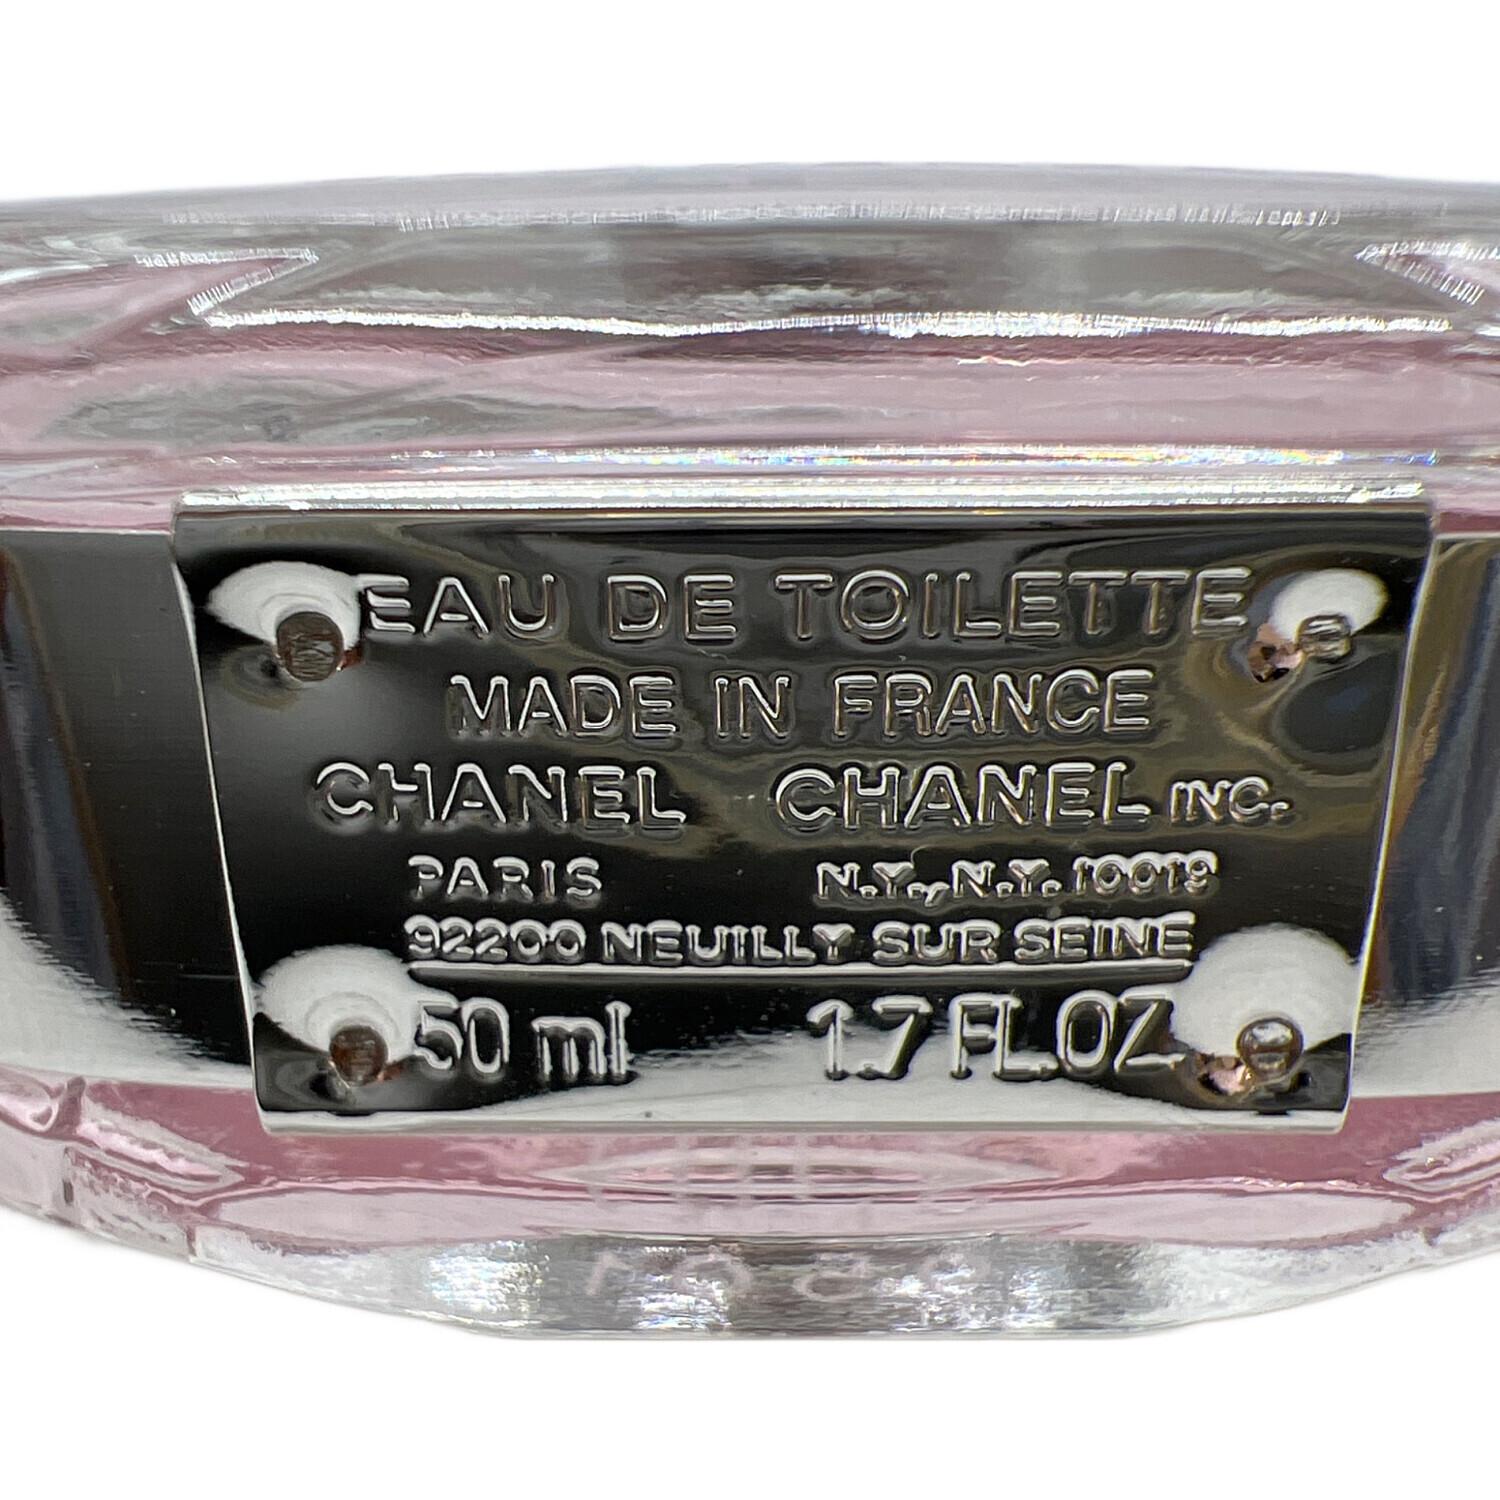 EAU DE TOILETTE
MADE IN FRANCE
CHANEL CHANEL INC.
PARIS N.Y., N.Y. 10019
92200 NEUILLY SUR SEINE
50 ml 1.7 FL.OZ